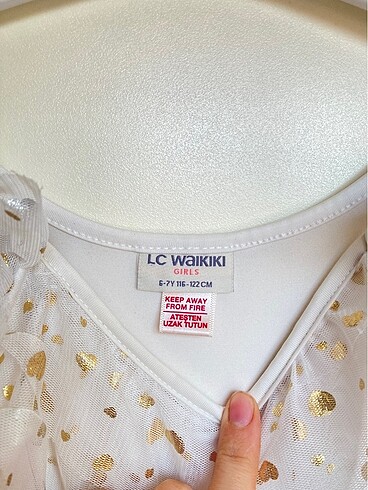 LC WAIKIKI
GIRLS
6-7Y 116-122 CM
KEEP AWAY
FROM FIRE
ATEŞTEN
UZAK TUTUN